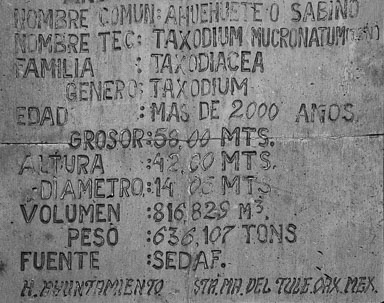 NOMBRE COMUN: AHUEHUETE O SABINO
NOMBRE TEC: TAXODIUM MUCRONATUM
FAMILIA : TAXODIACEA
GENERO: TAXODIUM
EDAD : MAS DE 2000 AÑOS.
GROSOR: 58,00 MTS.
ALTURA : 42,00 MTS.
DIAMETRO: 14 05 MTS
VOLUMEN : 816,829 M³.
PESO : 636,107 TONS
FUENTE : SEDAF.
H. AYUNTAMIENTO STA. MA. DEL TULE, OAX. MEX.